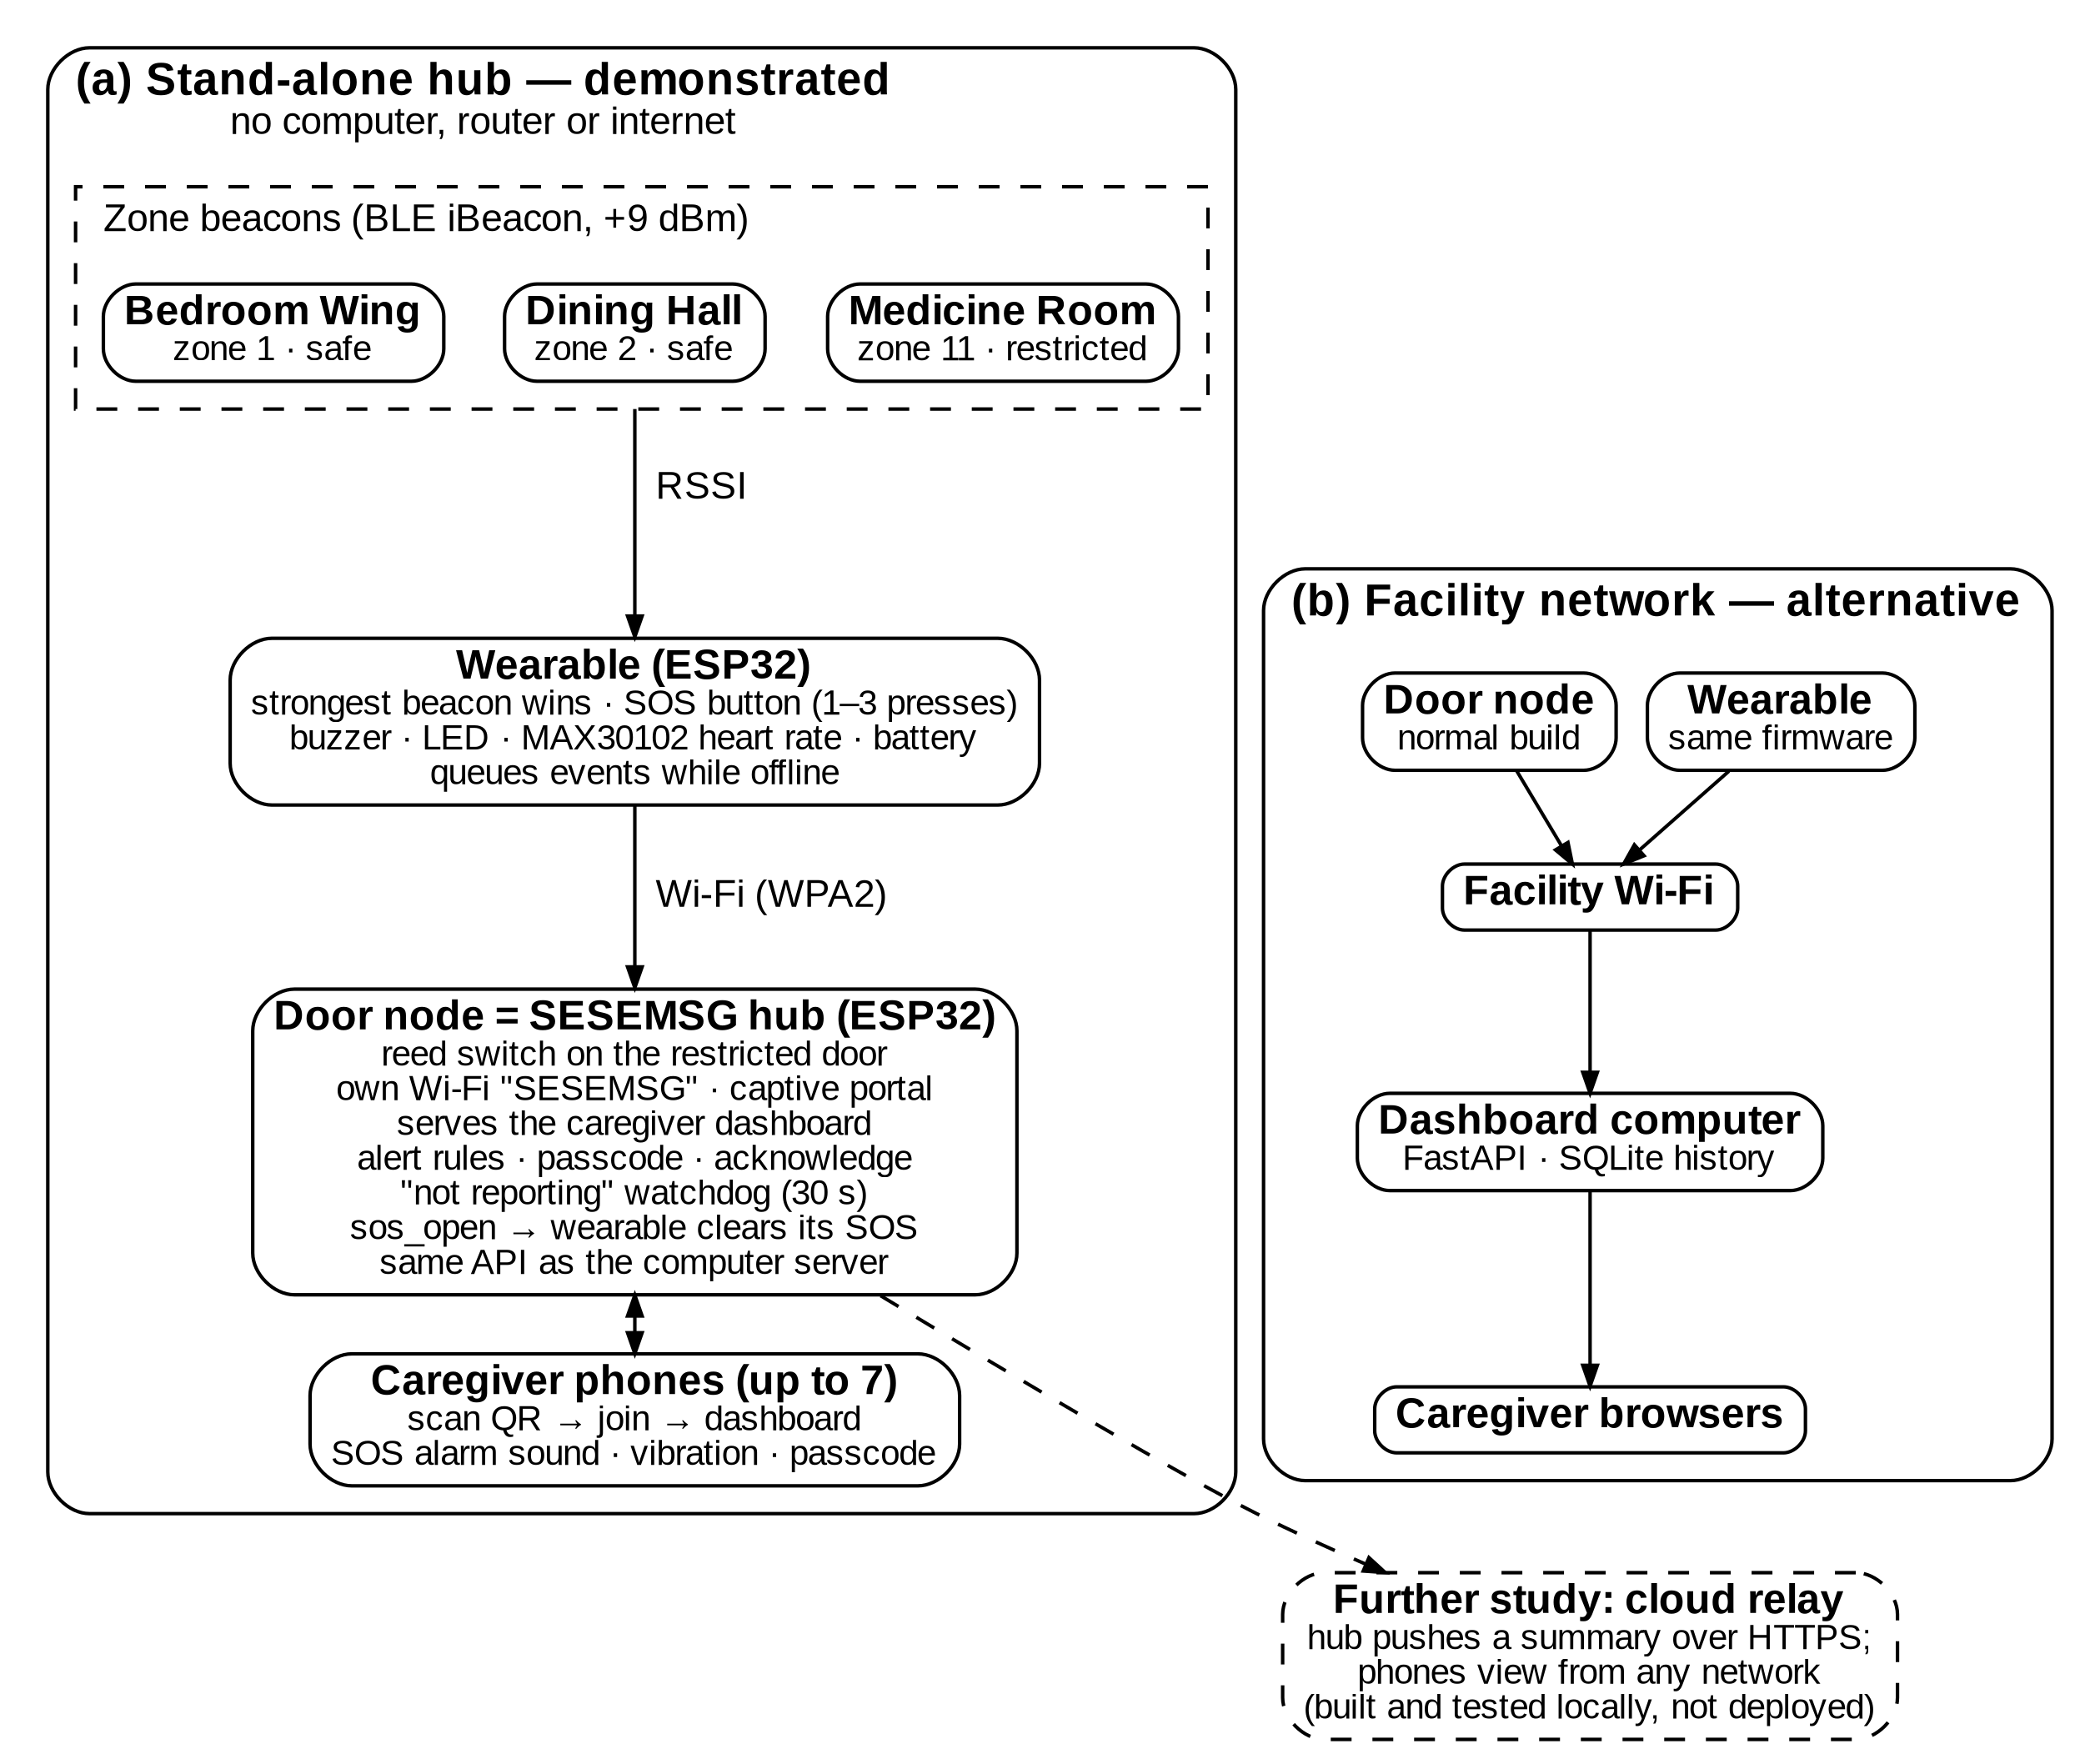 (a) Stand-alone hub — demonstrated
no computer, router or internet
Zone beacons (BLE iBeacon, +9 dBm)
Bedroom Wing
zone 1 · safe
Dining Hall
zone 2 · safe
Medicine Room
zone 11 · restricted
RSSI
Wearable (ESP32)
strongest beacon wins · SOS button (1–3 presses)
buzzer · LED · MAX30102 heart rate · battery
queues events while offline
Wi-Fi (WPA2)
Door node = SESEMSG hub (ESP32)
reed switch on the restricted door
own Wi-Fi "SESEMSG" · captive portal
serves the caregiver dashboard
alert rules · passcode · acknowledge
"not reporting" watchdog (30 s)
sos_open → wearable clears its SOS
same API as the computer server
Caregiver phones (up to 7)
scan QR → join → dashboard
SOS alarm sound · vibration · passcode
(b) Facility network — alternative
Door node
normal build
Wearable
same firmware
Facility Wi-Fi
Dashboard computer
FastAPI · SQLite history
Caregiver browsers
Further study: cloud relay
hub pushes a summary over HTTPS;
phones view from any network
(built and tested locally, not deployed)